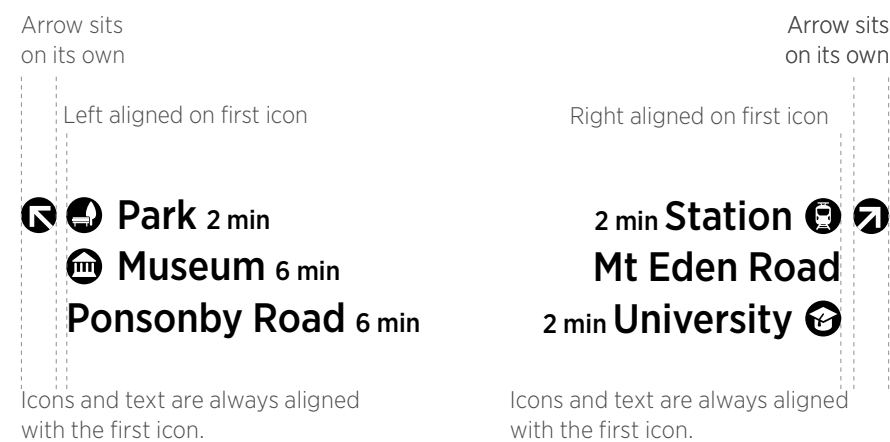 Arrow sits
on its own
Left aligned on first icon
Park 2 min
Museum 6 min
Ponsonby Road 6 min
Icons and text are always aligned
with the first icon.
Arrow sits
on its own
Right aligned on first icon
2 min Station
Mt Eden Road
2 min University
Icons and text are always aligned
with the first icon.